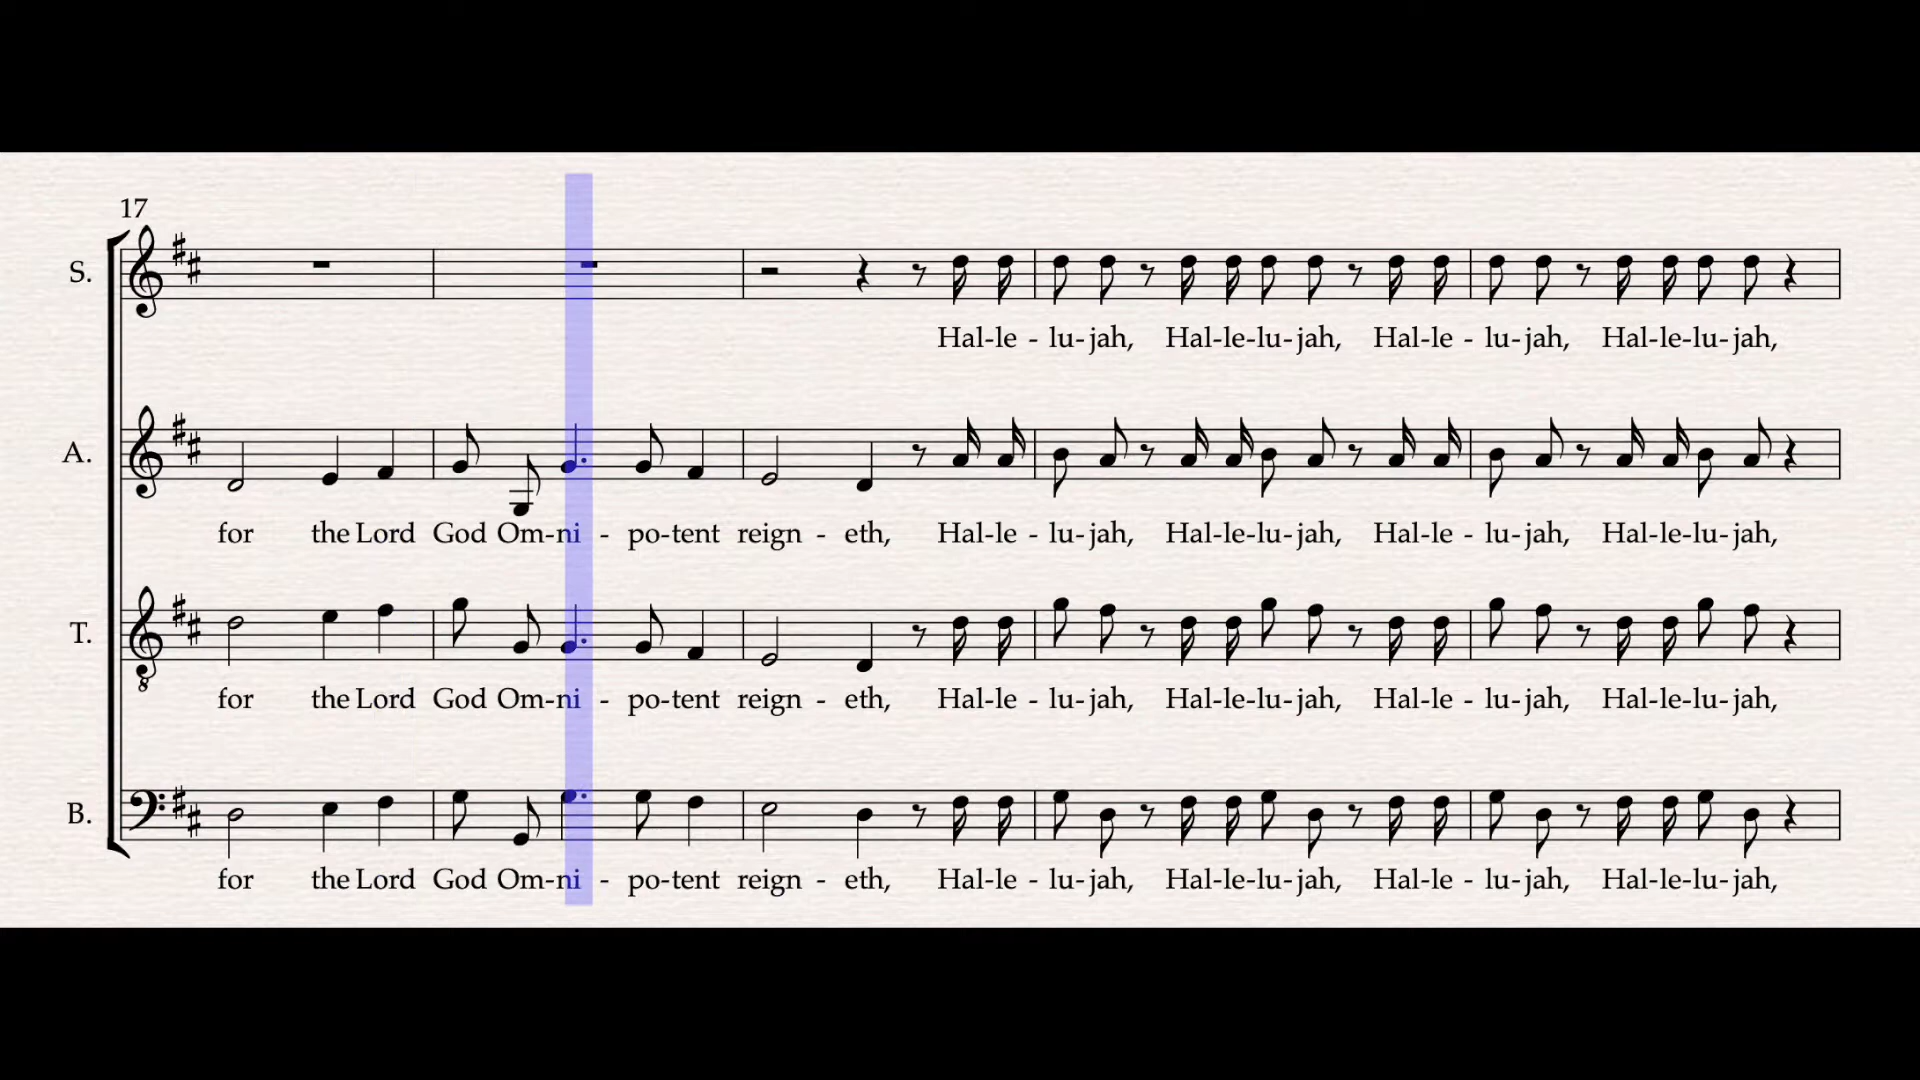 17
S.
Hal-le - lu-jah, Hal-le-lu-jah, Hal-le - lu-jah, Hal-le-lu-jah,
A.
for the Lord God Om-ni - po-tent reign - eth, Hal-le - lu-jah, Hal-le-lu-jah, Hal-le - lu-jah, Hal-le-lu-jah,
T.
8
for the Lord God Om-ni - po-tent reign - eth, Hal-le - lu-jah, Hal-le-lu-jah, Hal-le - lu-jah, Hal-le-lu-jah,
B.
for the Lord God Om-ni - po-tent reign - eth, Hal-le - lu-jah, Hal-le-lu-jah, Hal-le - lu-jah, Hal-le-lu-jah,